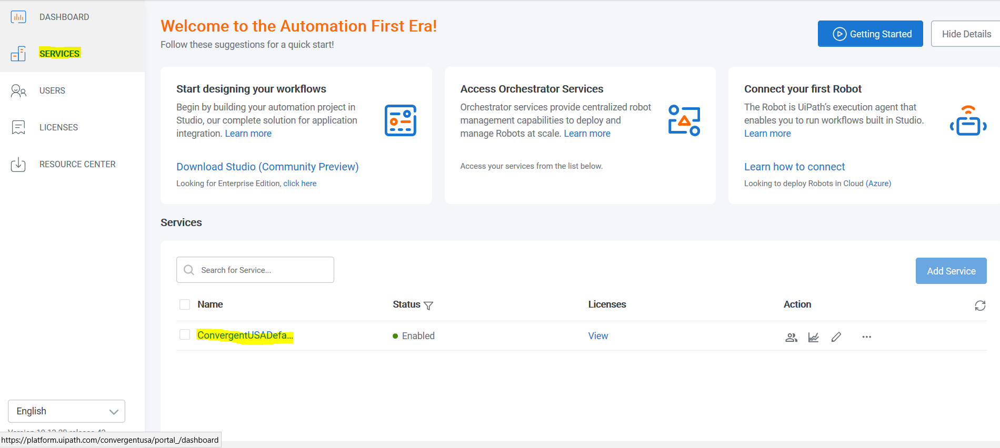 DASHBOARD
SERVICES
USERS
LICENSES
RESOURCE CENTER
English
https://platform.uipath.com/convergentusa/portal_/dashboard
Welcome to the Automation First Era!
Follow these suggestions for a quick start!
Getting Started
Hide Details
Start designing your workflows
Begin by building your automation project in
Studio, our complete solution for application
integration. Learn more
Download Studio (Community Preview)
Looking for Enterprise Edition, click here
Access Orchestrator Services
Orchestrator services provide centralized robot
management capabilities to deploy and
manage Robots at scale. Learn more
Access your services from the list below.
Connect your first Robot
The Robot is UiPath's execution agent that
enables you to run workflows built in Studio.
Learn more
Learn how to connect
Looking to deploy Robots in Cloud (Azure)
Services
Search for Service...
Add Service
Name Status Licenses Action
ConvergentUSADefa... Enabled View